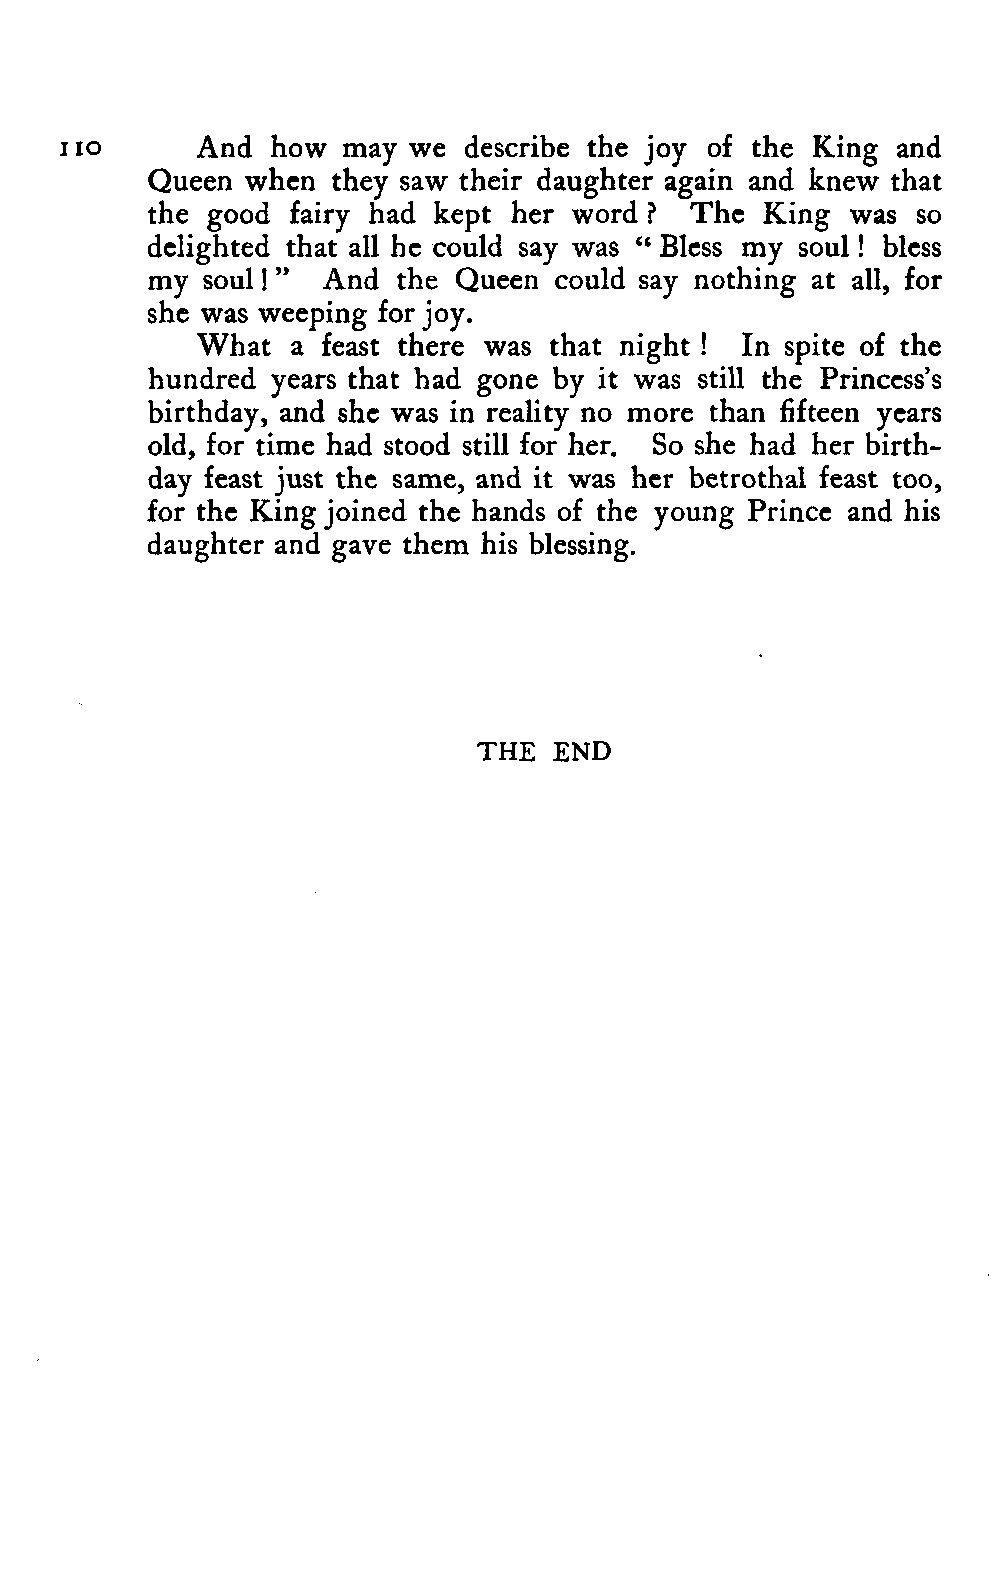 110 And how may we describe the joy of the King and
Queen when they saw their daughter again and knew that
the good fairy had kept her word? The King was so
delighted that all he could say was “Bless my soul! bless
my soul!” And the Queen could say nothing at all, for
she was weeping for joy.
What a feast there was that night! In spite of the
hundred years that had gone by it was still the Princess’s
birthday, and she was in reality no more than fifteen years
old, for time had stood still for her. So she had her birth-
day feast just the same, and it was her betrothal feast too,
for the King joined the hands of the young Prince and his
daughter and gave them his blessing.
THE END